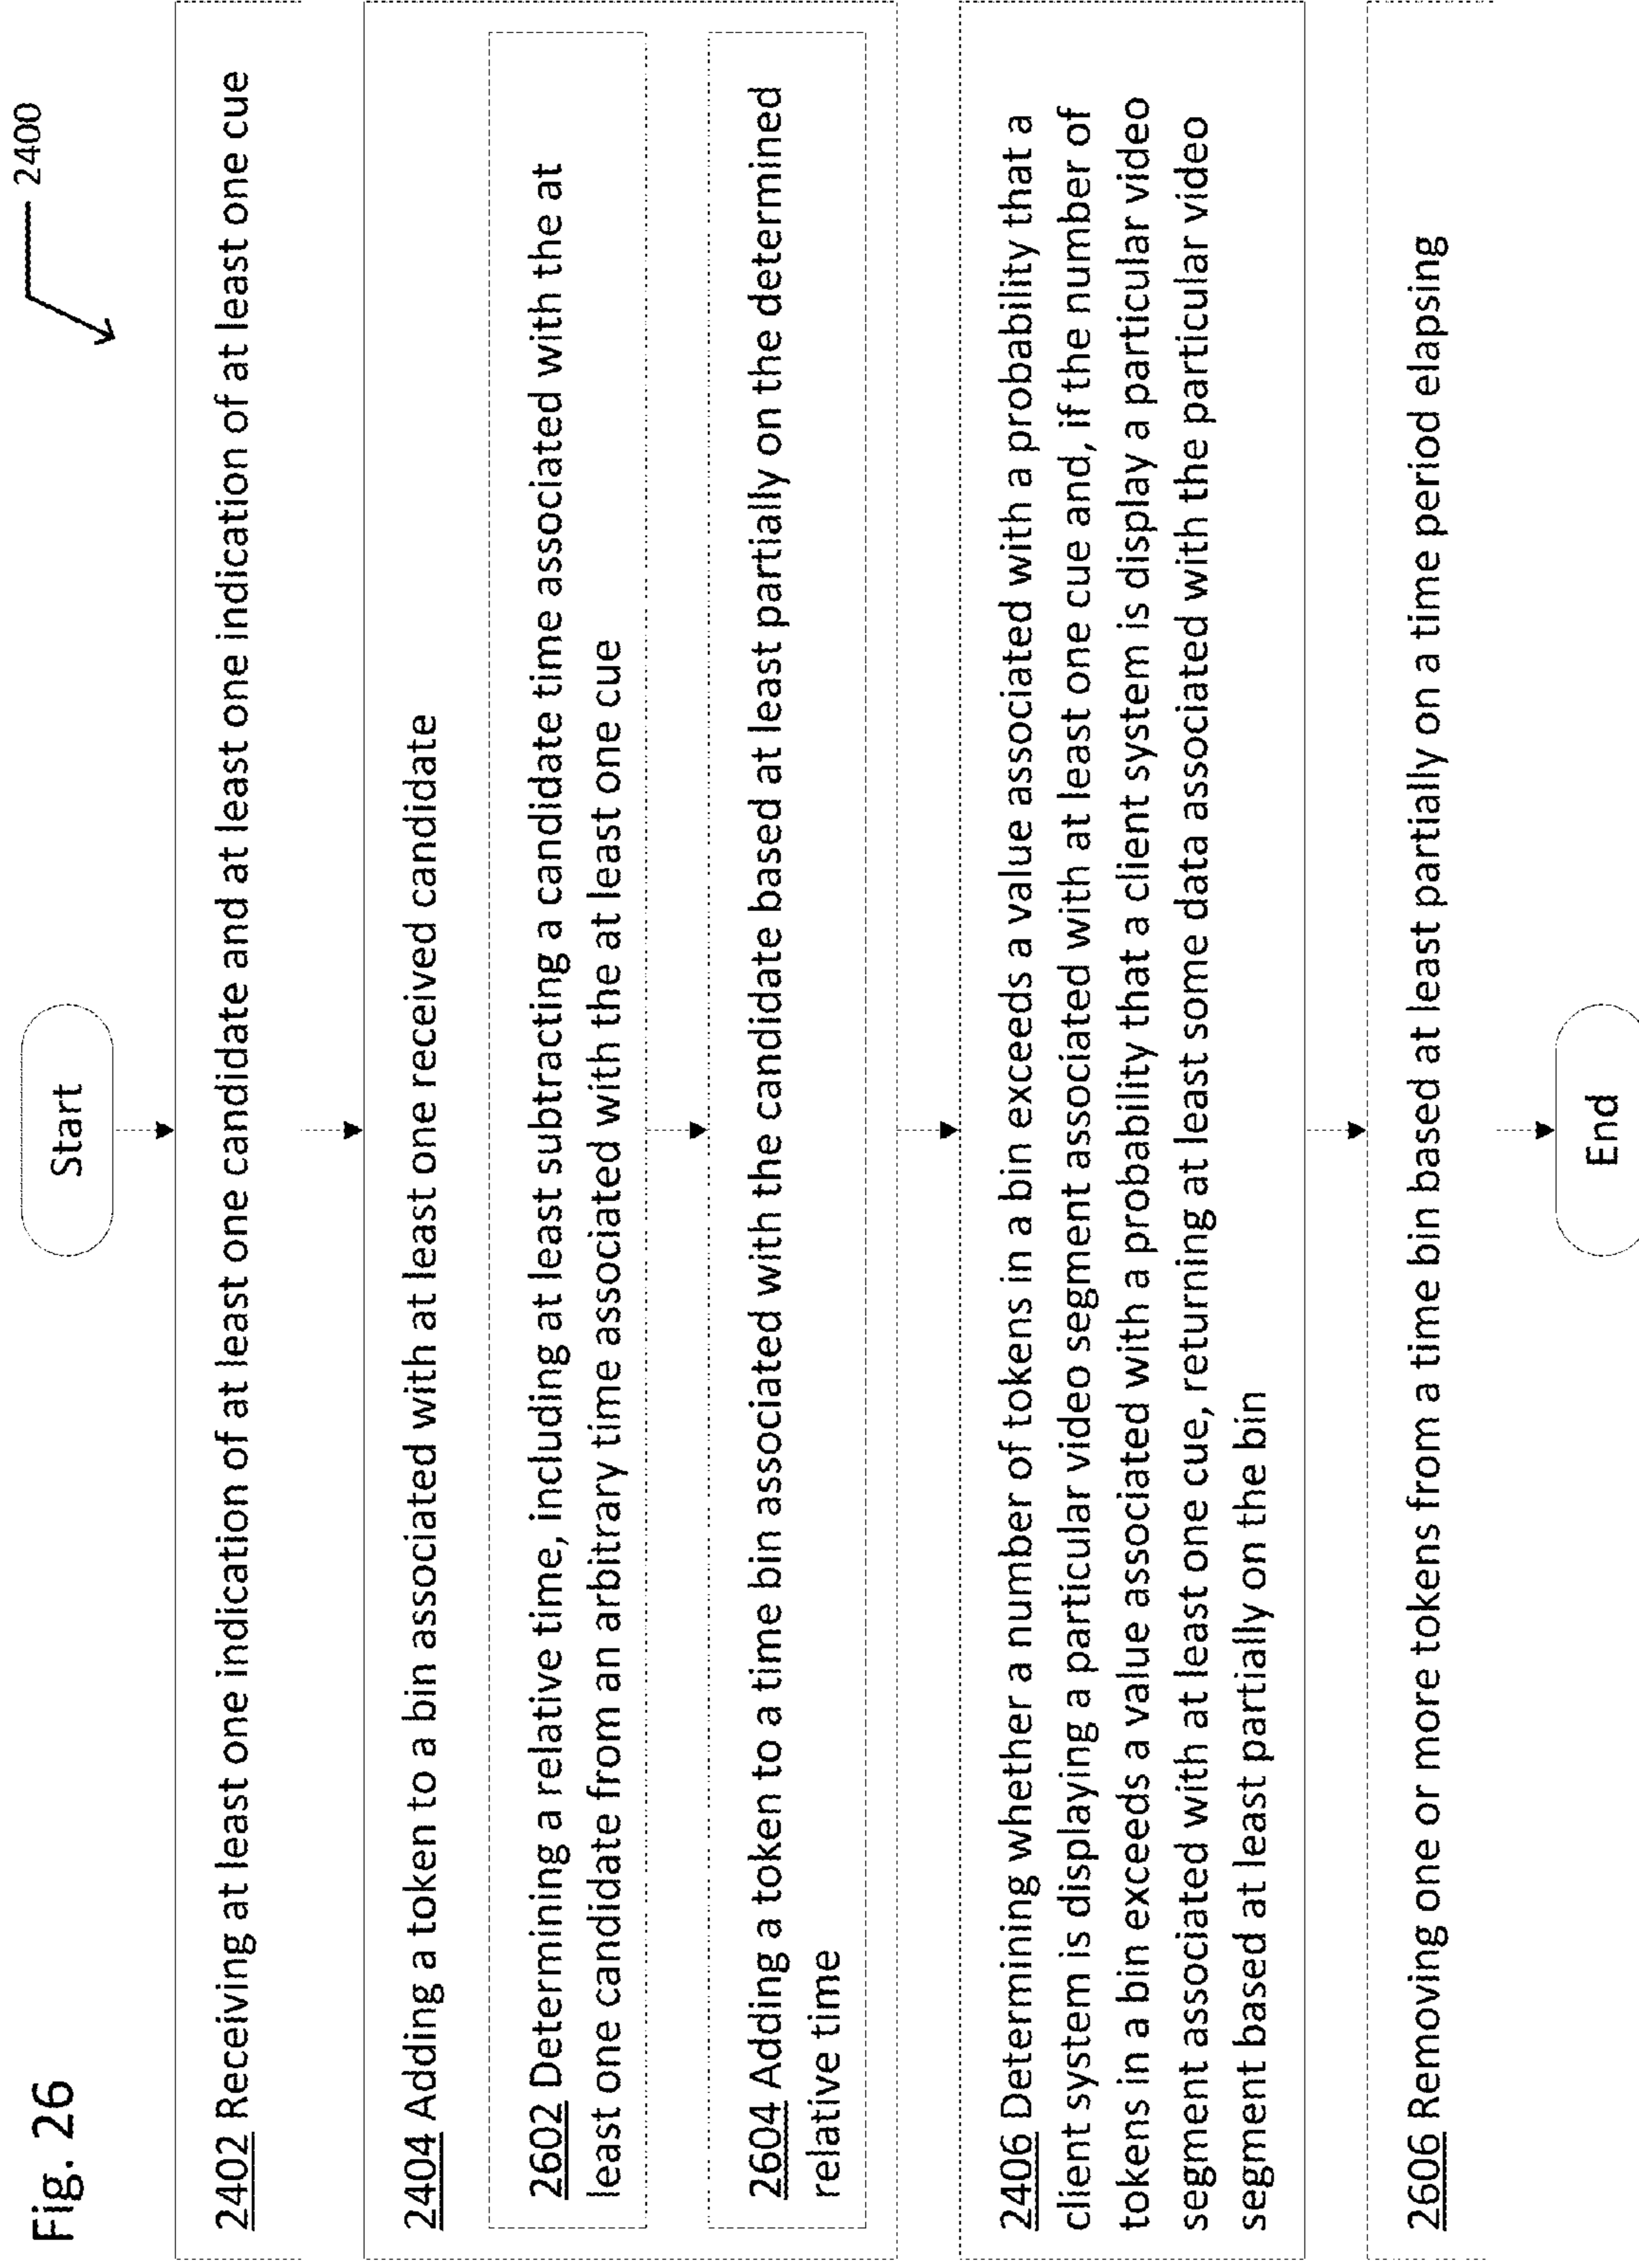 Fig. 26
2400
Start
2402 Receiving at least one indication of at least one candidate and at least one indication of at least one cue
2404 Adding a token to a bin associated with at least one received candidate
2602 Determining a relative time, including at least subtracting a candidate time associated with the at
least one candidate from an arbitrary time associated with the at least one cue
2604 Adding a token to a time bin associated with the candidate based at least partially on the determined
relative time
2406 Determining whether a number of tokens in a bin exceeds a value associated with a probability that a
client system is displaying a particular video segment associated with at least one cue and, if the number of
tokens in a bin exceeds a value associated with a probability that a client system is display a particular video
segment associated with at least one cue, returning at least some data associated with the particular video
segment based at least partially on the bin
2606 Removing one or more tokens from a time bin based at least partially on a time period elapsing
End